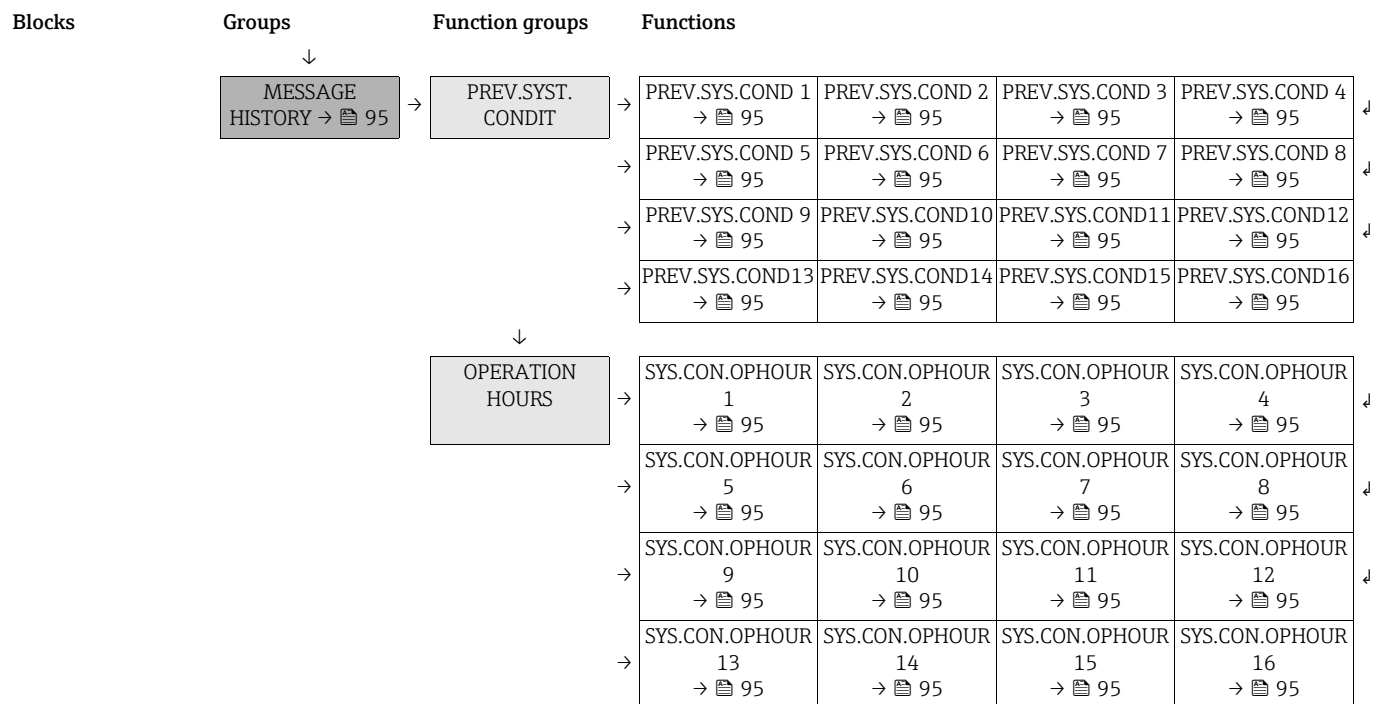 Blocks Groups Function groups Functions
↓
MESSAGE PREV.SYST. PREV.SYS.COND 1 PREV.SYS.COND 2 PREV.SYS.COND 3 PREV.SYS.COND 4
HISTORY → 95 → CONDIT → → 95 → 95 → 95 → 95 ↲
PREV.SYS.COND 5 PREV.SYS.COND 6 PREV.SYS.COND 7 PREV.SYS.COND 8
→ → 95 → 95 → 95 → 95 ↲
PREV.SYS.COND 9 PREV.SYS.COND10 PREV.SYS.COND11 PREV.SYS.COND12
→ → 95 → 95 → 95 → 95 ↲
PREV.SYS.COND13 PREV.SYS.COND14 PREV.SYS.COND15 PREV.SYS.COND16
→ → 95 → 95 → 95 → 95
↓
OPERATION SYS.CON.OPHOUR SYS.CON.OPHOUR SYS.CON.OPHOUR SYS.CON.OPHOUR
HOURS → 1 2 3 4 ↲
→ 95 → 95 → 95 → 95
SYS.CON.OPHOUR SYS.CON.OPHOUR SYS.CON.OPHOUR SYS.CON.OPHOUR
→ 5 6 7 8 ↲
→ 95 → 95 → 95 → 95
SYS.CON.OPHOUR SYS.CON.OPHOUR SYS.CON.OPHOUR SYS.CON.OPHOUR
→ 9 10 11 12 ↲
→ 95 → 95 → 95 → 95
SYS.CON.OPHOUR SYS.CON.OPHOUR SYS.CON.OPHOUR SYS.CON.OPHOUR
→ 13 14 15 16
→ 95 → 95 → 95 → 95